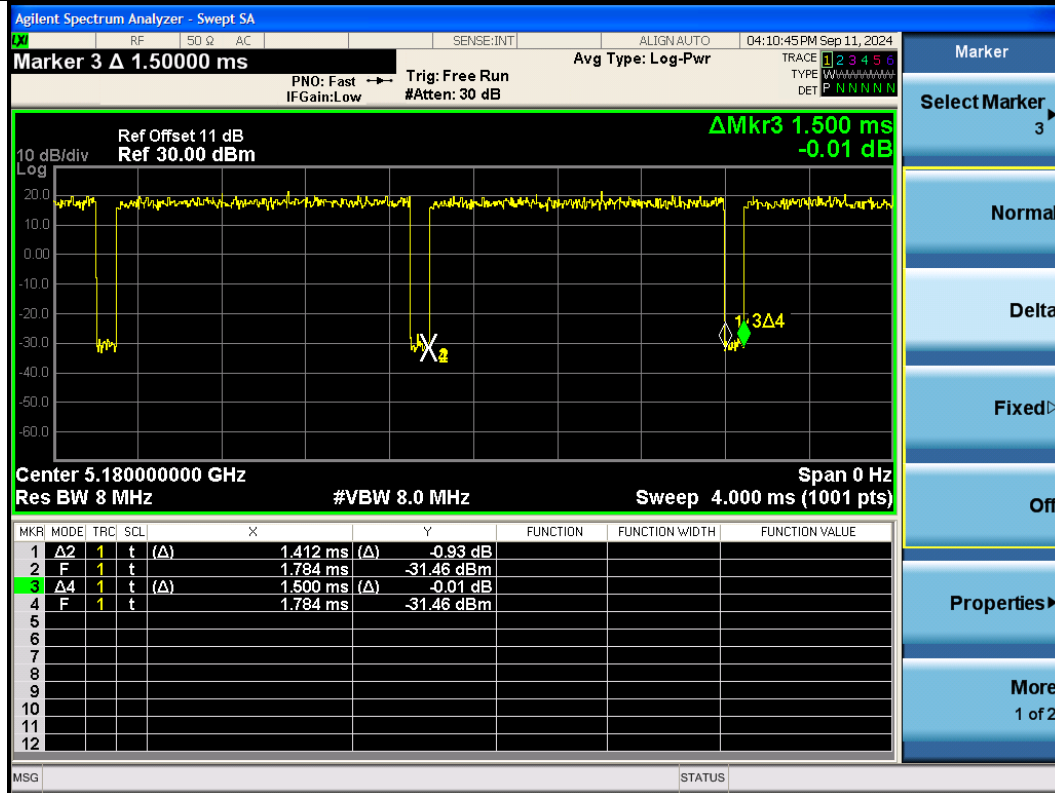 Agilent Spectrum Analyzer - Swept SA
LXI RF 50 Ω AC SENSE:INT ALIGN AUTO 04:10:45 PM Sep 11, 2024
Marker 3 Δ 1.50000 ms
PNO: Fast
IFGain:Low
Trig: Free Run
#Atten: 30 dB
Avg Type: Log-Pwr
TRACE 1 2 3 4 5 6
TYPE
DET P N N N N N
ΔMkr3 1.500 ms
-0.01 dB
Ref Offset 11 dB
10 dB/div Ref 30.00 dBm
Log
20.0
10.0
0.00
-10.0
-20.0
-30.0
-40.0
-50.0
-60.0
3Δ4
Center 5.180000000 GHz Span 0 Hz
Res BW 8 MHz #VBW 8.0 MHz Sweep 4.000 ms (1001 pts)
MKR MODE TRC SCL X Y FUNCTION FUNCTION WIDTH FUNCTION VALUE
1 Δ2 1 t (Δ) 1.412 ms (Δ) -0.93 dB
2 F 1 t 1.784 ms -31.46 dBm
3 Δ4 1 t (Δ) 1.500 ms (Δ) -0.01 dB
4 F 1 t 1.784 ms -31.46 dBm
5
6
7
8
9
10
11
12
MSG STATUS
Marker
Select Marker
3
Normal
Delta
Fixed
Off
Properties
More
1 of 2